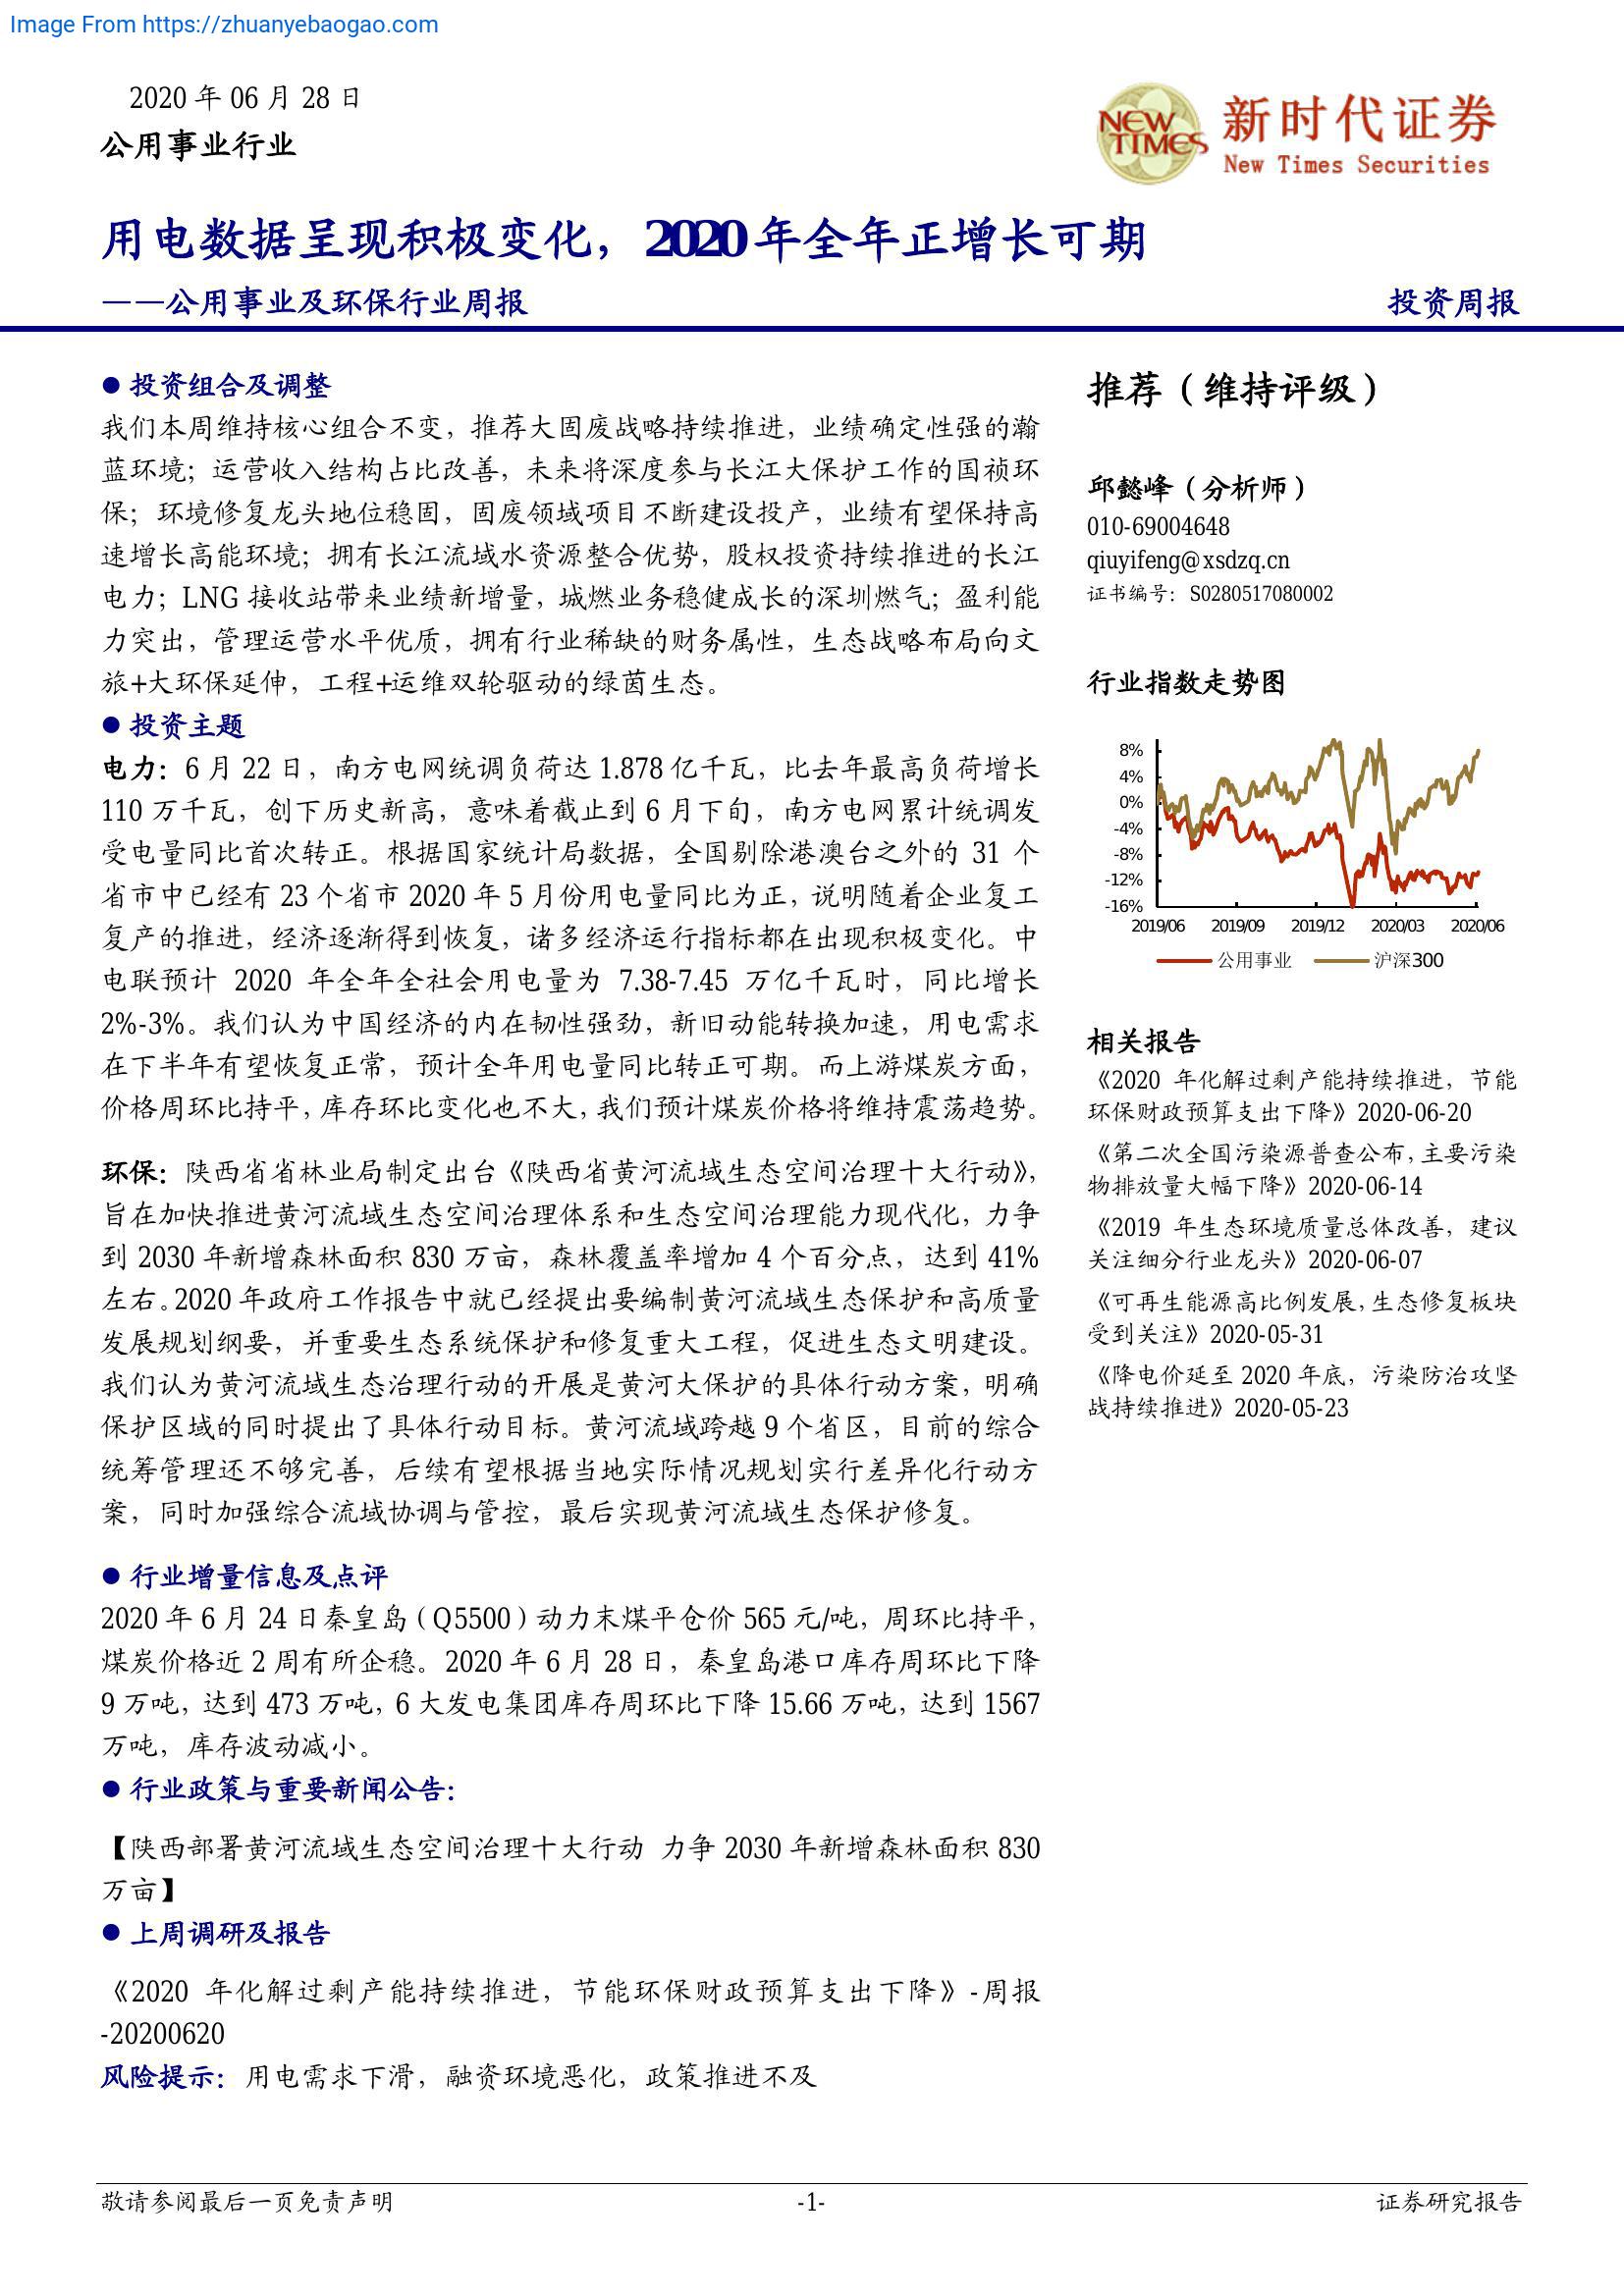 Image From https://zhuanyebaogao.com
2020 年 06 月 28 日
公用事业行业
NEW TIMES
新时代证券
New Times Securities
用电数据呈现积极变化，2020 年全年正增长可期
——公用事业及环保行业周报
投资周报
● 投资组合及调整
我们本周维持核心组合不变，推荐大固废战略持续推进，业绩确定性强的瀚
蓝环境；运营收入结构占比改善，未来将深度参与长江大保护工作的国祯环
保；环境修复龙头地位稳固，固废领域项目不断建设投产，业绩有望保持高
速增长高能环境；拥有长江流域水资源整合优势，股权投资持续推进的长江
电力；LNG 接收站带来业绩新增量，城燃业务稳健成长的深圳燃气；盈利能
力突出，管理运营水平优质，拥有行业稀缺的财务属性，生态战略布局向文
旅+大环保延伸，工程+运维双轮驱动的绿茵生态。
● 投资主题
电力：6 月 22 日，南方电网统调负荷达 1.878 亿千瓦，比去年最高负荷增长
110 万千瓦，创下历史新高，意味着截止到 6 月下旬，南方电网累计统调发
受电量同比首次转正。根据国家统计局数据，全国剔除港澳台之外的 31 个
省市中已经有 23 个省市 2020 年 5 月份用电量同比为正，说明随着企业复工
复产的推进，经济逐渐得到恢复，诸多经济运行指标都在出现积极变化。中
电联预计 2020 年全年全社会用电量为 7.38-7.45 万亿千瓦时，同比增长
2%-3%。我们认为中国经济的内在韧性强劲，新旧动能转换加速，用电需求
在下半年有望恢复正常，预计全年用电量同比转正可期。而上游煤炭方面，
价格周环比持平，库存环比变化也不大，我们预计煤炭价格将维持震荡趋势。
环保：陕西省省林业局制定出台《陕西省黄河流域生态空间治理十大行动》，
旨在加快推进黄河流域生态空间治理体系和生态空间治理能力现代化，力争
到 2030 年新增森林面积 830 万亩，森林覆盖率增加 4 个百分点，达到 41%
左右。2020 年政府工作报告中就已经提出要编制黄河流域生态保护和高质量
发展规划纲要，并重要生态系统保护和修复重大工程，促进生态文明建设。
我们认为黄河流域生态治理行动的开展是黄河大保护的具体行动方案，明确
保护区域的同时提出了具体行动目标。黄河流域跨越 9 个省区，目前的综合
统筹管理还不够完善，后续有望根据当地实际情况规划实行差异化行动方
案，同时加强综合流域协调与管控，最后实现黄河流域生态保护修复。
● 行业增量信息及点评
2020 年 6 月 24 日秦皇岛（Q5500）动力末煤平仓价 565 元/吨，周环比持平，
煤炭价格近 2 周有所企稳。2020 年 6 月 28 日，秦皇岛港口库存周环比下降
9 万吨，达到 473 万吨，6 大发电集团库存周环比下降 15.66 万吨，达到 1567
万吨，库存波动减小。
● 行业政策与重要新闻公告：
【陕西部署黄河流域生态空间治理十大行动 力争 2030 年新增森林面积 830
万亩】
● 上周调研及报告
《2020 年化解过剩产能持续推进，节能环保财政预算支出下降》-周报
-20200620
风险提示：用电需求下滑，融资环境恶化，政策推进不及
推荐（维持评级）
邱懿峰（分析师）
010-69004648
qiuyifeng@xsdzq.cn
证书编号：S0280517080002
行业指数走势图
8%
4%
0%
-4%
-8%
-12%
-16%
2019/06 2019/09 2019/12 2020/03 2020/06
公用事业 沪深300
相关报告
《2020 年化解过剩产能持续推进，节能
环保财政预算支出下降》2020-06-20
《第二次全国污染源普查公布，主要污染
物排放量大幅下降》2020-06-14
《2019 年生态环境质量总体改善，建议
关注细分行业龙头》2020-06-07
《可再生能源高比例发展，生态修复板块
受到关注》2020-05-31
《降电价延至 2020 年底，污染防治攻坚
战持续推进》2020-05-23
敬请参阅最后一页免责声明
-1-
证券研究报告